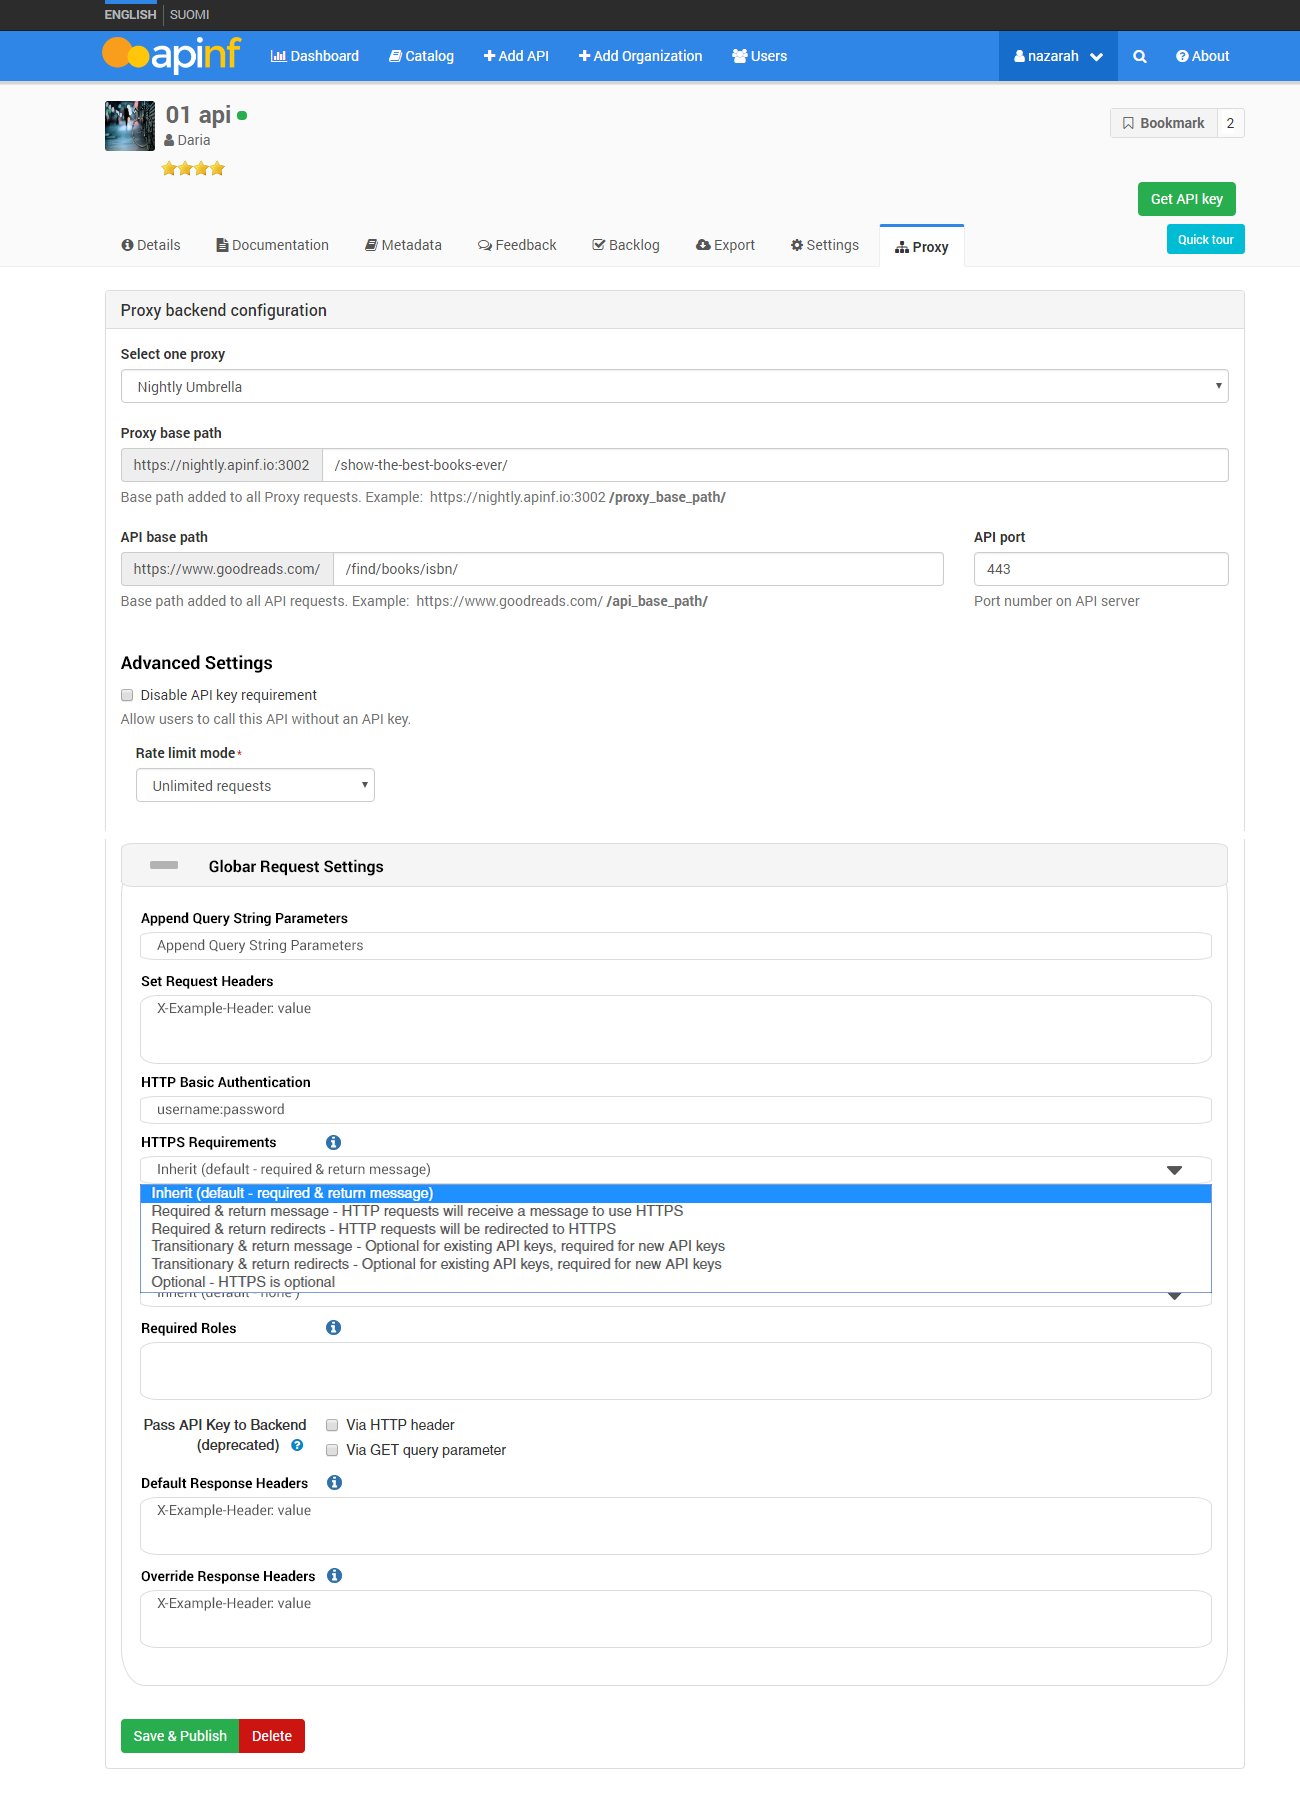 ENGLISH SUOMI
apinf Dashboard Catalog Add API Add Organization Users nazarah About
01 api
Daria
Bookmark 2
Get API key
Details Documentation Metadata Feedback Backlog Export Settings Proxy
Quick tour
Proxy backend configuration
Select one proxy
Nightly Umbrella
Proxy base path
https://nightly.apinf.io:3002 /show-the-best-books-ever/
Base path added to all Proxy requests. Example: https://nightly.apinf.io:3002 /proxy_base_path/
API base path API port
https://www.goodreads.com/ /find/books/isbn/ 443
Base path added to all API requests. Example: https://www.goodreads.com/ /api_base_path/ Port number on API server
Advanced Settings
Disable API key requirement
Allow users to call this API without an API key.
Rate limit mode*
Unlimited requests
Globar Request Settings
Append Query String Parameters
Append Query String Parameters
Set Request Headers
X-Example-Header: value
HTTP Basic Authentication
username:password
HTTPS Requirements
Inherit (default - required & return message)
Inherit (default - required & return message)
Required & return message - HTTP requests will receive a message to use HTTPS
Required & return redirects - HTTP requests will be redirected to HTTPS
Transitionary & return message - Optional for existing API keys, required for new API keys
Transitionary & return redirects - Optional for existing API keys, required for new API keys
Optional - HTTPS is optional
Inherit (default - none )
Required Roles
Pass API Key to Backend Via HTTP header
(deprecated) Via GET query parameter
Default Response Headers
X-Example-Header: value
Override Response Headers
X-Example-Header: value
Save & Publish Delete